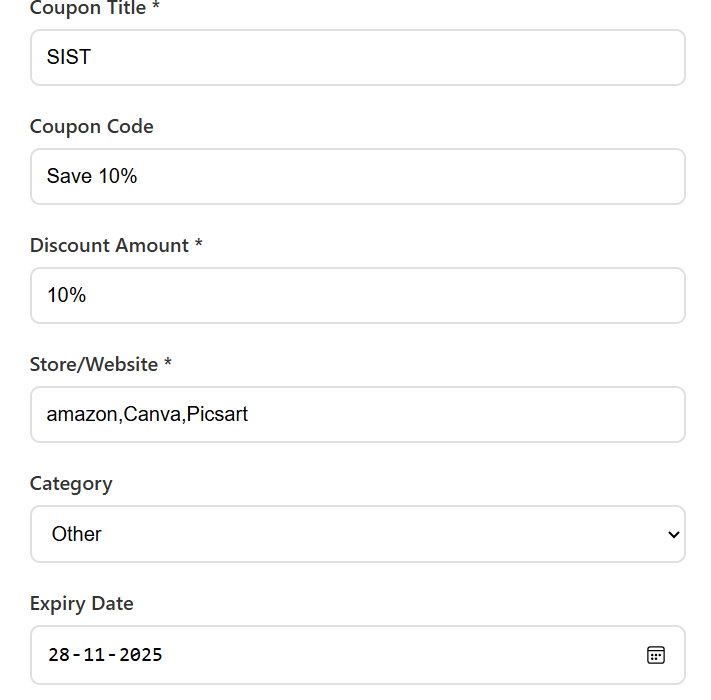 Coupon Title *
SIST
Coupon Code
Save 10%
Discount Amount *
10%
Store/Website *
amazon,Canva,Picsart
Category
Other
Expiry Date
28-11-2025